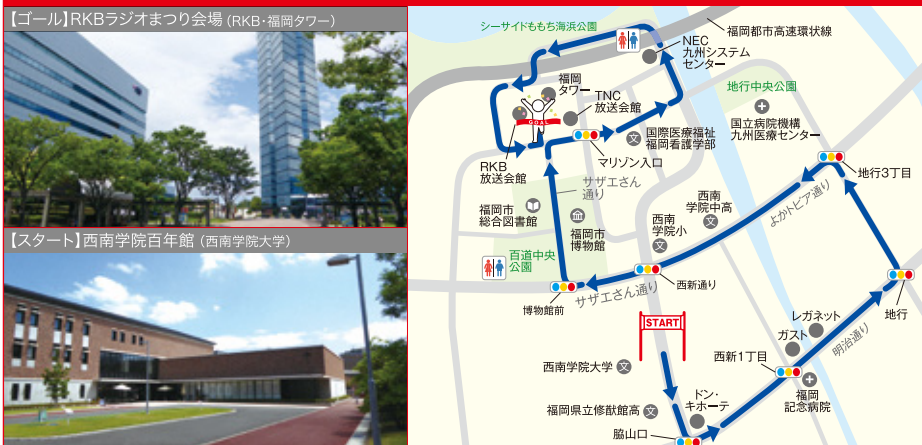 【ゴール】RKBラジオまつり会場（RKB・福岡タワー）
【スタート】西南学院百年館（西南学院大学）
シーサイドももち海浜公園
福岡都市高速環状線
NEC
九州システム
センター
地行中央公園
福岡
タワー
TNC
放送会館
GOAL
国立病院機構
九州医療センター
国際医療福祉
福岡看護学部
RKB
放送会館
マリゾン入口
地行3丁目
サザエさん
通り
西南
学院中高
よかトピア通り
福岡市
総合図書館
福岡市
博物館
西南
学院小
百道中央
公園
博物館前
サザエさん通り
西新通り
地行
START
レガネット
ガスト
明治通り
西南学院大学
西新1丁目
福岡
記念病院
ドン・
キホーテ
福岡県立修猷館高
脇山口
文
文
文
文
文